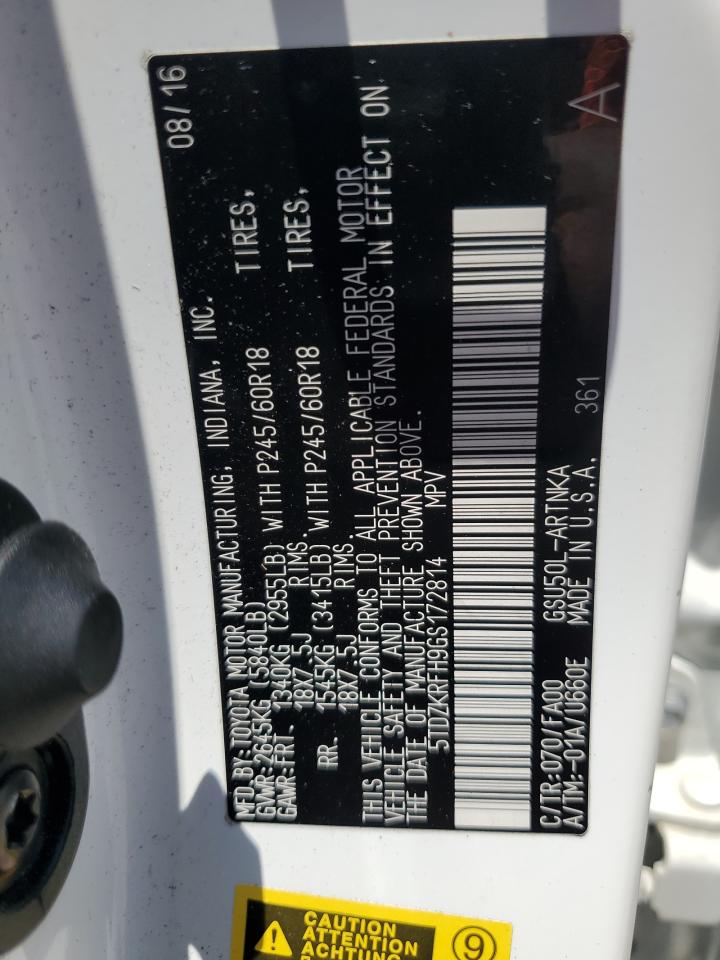 MFD.BY:TOYOTA MOTOR MANUFACTURING, INDIANA, INC. 08/16
GVWR:2645KG (5840LB)
GAWR:FRT. 1340KG (2955LB) WITH P245/60R18 TIRES,
18X7.5J RIMS.
RR. 1545KG (3415LB) WITH P245/60R18 TIRES,
18X7.5J RIMS
THIS VEHICLE CONFORMS TO ALL APPLICABLE FEDERAL MOTOR
VEHICLE SAFETY AND THEFT PREVENTION STANDARDS IN EFFECT ON
THE DATE OF MANUFACTURE SHOWN ABOVE.
5TDZKRFH9GS172814 MPV
C/TR:070/FA00 GSU50L-ARTNKA 361
A/TM:-01A/U660E MADE IN U.S.A.
A
CAUTION
ATTENTION
ACHTUNG
9